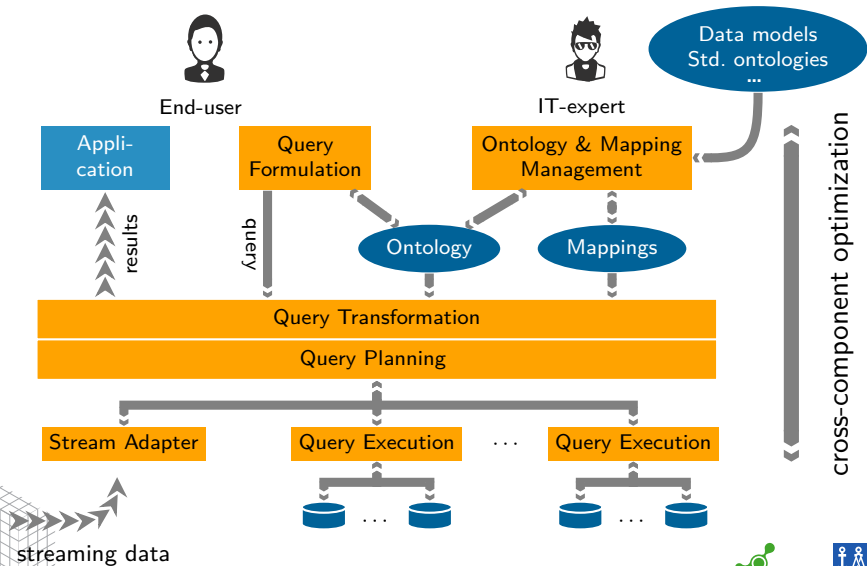 Data models
Std. ontologies
...
End-user
IT-expert
Appli-
cation
Query
Formulation
Ontology & Mapping
Management
results
query
Ontology
Mappings
Query Transformation
Query Planning
Stream Adapter
Query Execution
...
Query Execution
...
...
streaming data
cross-component optimization